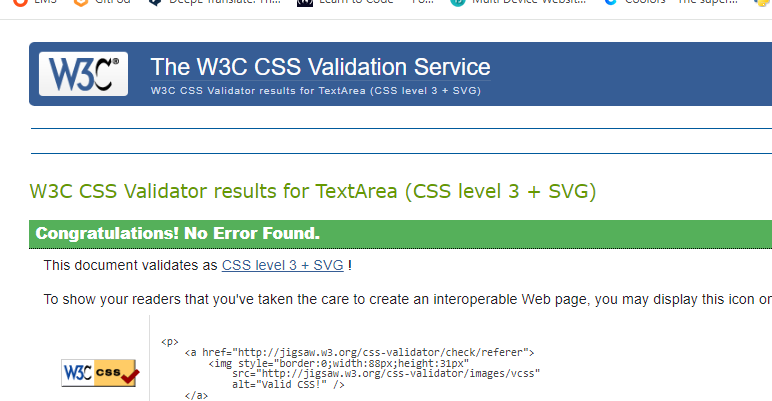 LMS GitPod DeepL Translate: Th... Learn to Code Multi Device Websit... Coolors - The super...
W3C®
The W3C CSS Validation Service
W3C CSS Validator results for TextArea (CSS level 3 + SVG)
W3C CSS Validator results for TextArea (CSS level 3 + SVG)
Congratulations! No Error Found.
This document validates as CSS level 3 + SVG !
To show your readers that you've taken the care to create an interoperable Web page, you may display this icon on
<p>
<a href="http://jigsaw.w3.org/css-validator/check/referer">
<img style="border:0;width:88px;height:31px"
src="http://jigsaw.w3.org/css-validator/images/vcss"
alt="Valid CSS!" />
</a>
W3C css